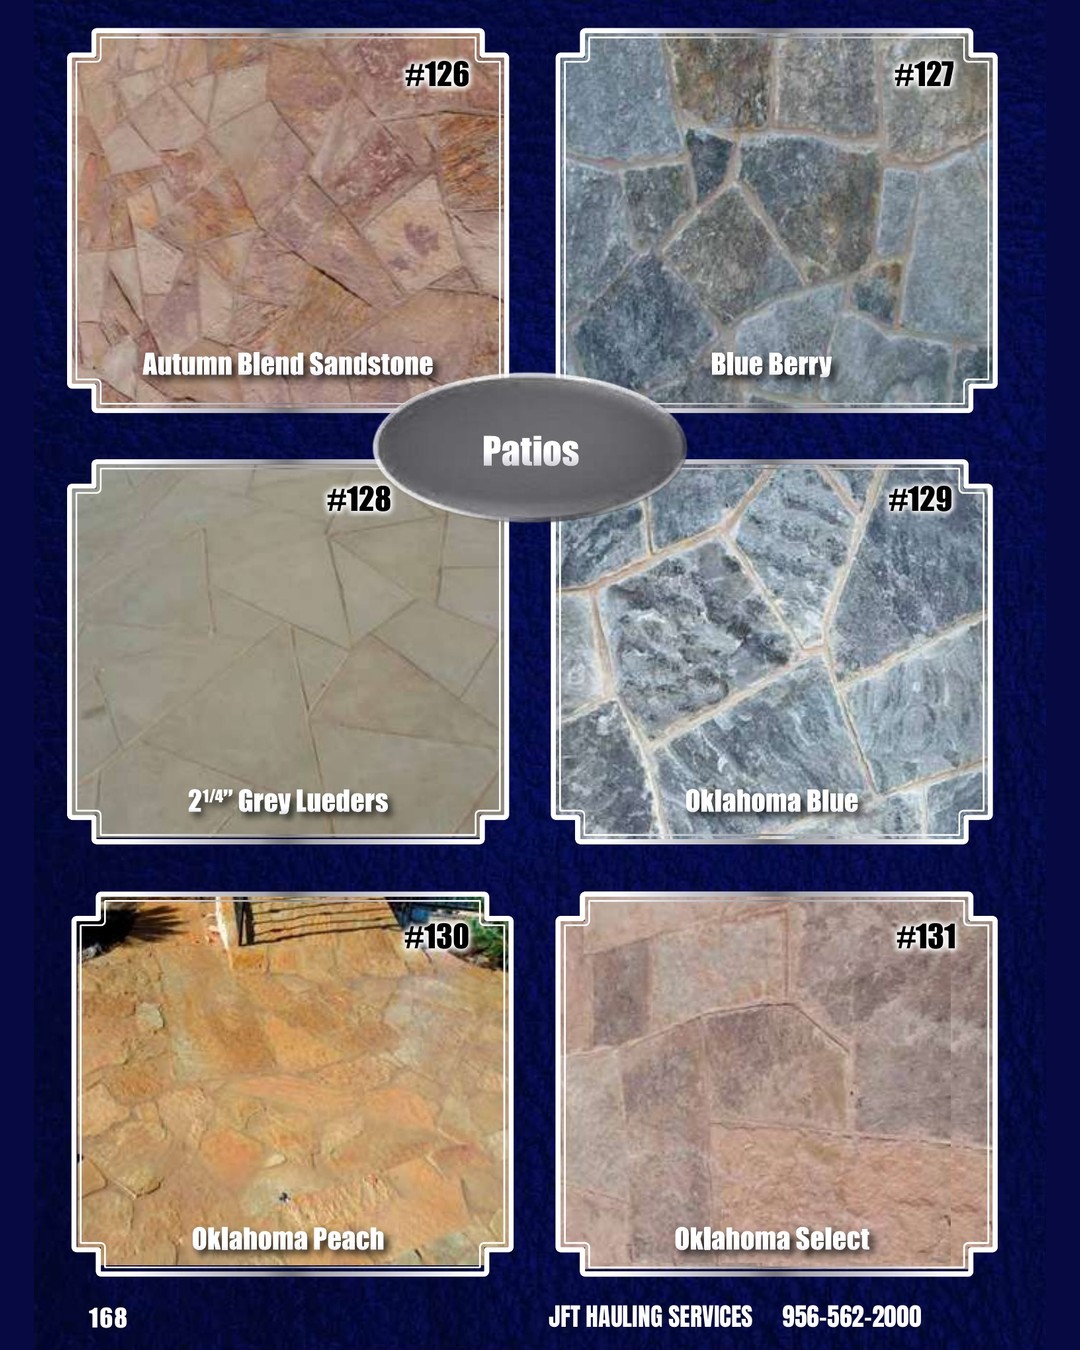 #126
Autumn Blend Sandstone
#127
Blue Berry
Patios
#128
2 1/4” Grey Lueders
#129
Oklahoma Blue
#130
Oklahoma Peach
#131
Oklahoma Select
168
JFT HAULING SERVICES 956-562-2000